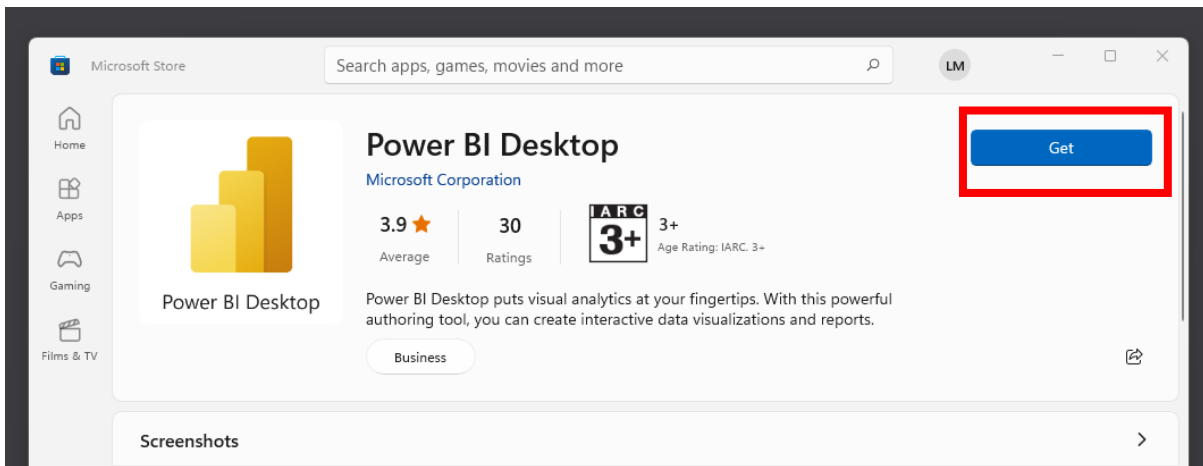 Microsoft Store
Search apps, games, movies and more
LM
Home
Apps
Gaming
Films & TV
Power BI Desktop
Power BI Desktop
Microsoft Corporation
3.9
Average
30
Ratings
IARC
3+
3+
Age Rating: IARC. 3+
Power BI Desktop puts visual analytics at your fingertips. With this powerful
authoring tool, you can create interactive data visualizations and reports.
Business
Get
Screenshots